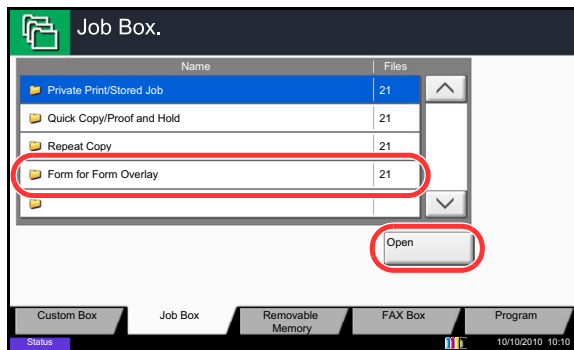 Job Box.
Name Files
Private Print/Stored Job 21
Quick Copy/Proof and Hold 21
Repeat Copy 21
Form for Form Overlay 21
Open
Custom Box Job Box Removable Memory FAX Box Program
Status 10/10/2010 10:10